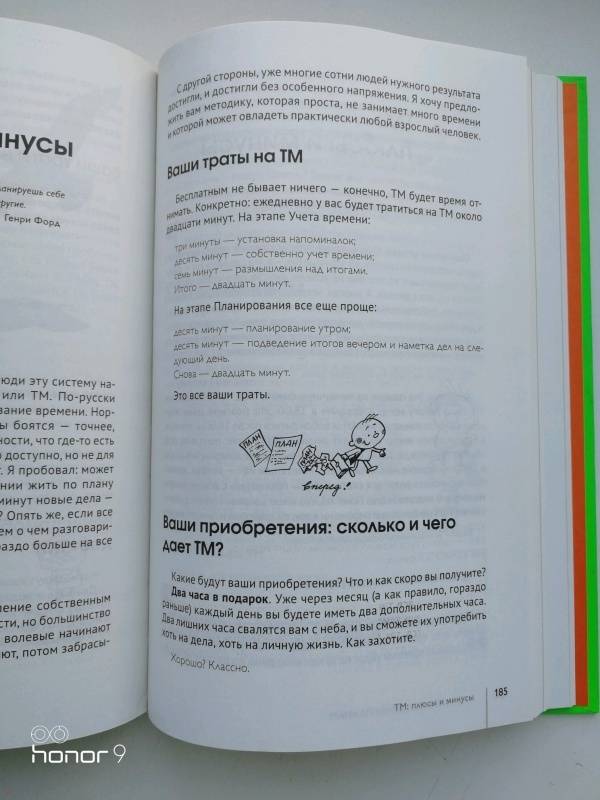 инусы
ланируешь себе
ругие.
Генри Форд
юди эту систему на-
или ТМ. По-русски
вание времени. Нор-
ы боятся — точнее,
ности, что где-то есть
о доступно, но не для
т. Я пробовал: может
нии жить по плану
минут новые дела —
? Опять же, если все
ем о чем разговари-
раздо больше на все
ление собственным
сти, но большинство
волевые начинают
ают, потом забрасы-
С другой стороны, уже многие сотни людей нужного результата
достигли, и достигли без особенного напряжения. Я хочу предло-
жить вам методику, которая проста, не занимает много времени
и которой может овладеть практически любой взрослый человек.
Ваши траты на ТМ
Бесплатным не бывает ничего — конечно, ТМ будет время от-
нимать. Конкретно: ежедневно у вас будет тратиться на ТМ около
двадцати минут. На этапе Учета времени:
три минуты — установка напоминалок;
десять минут — собственно учет времени;
семь минут — размышления над итогами.
Итого — двадцать минут.
На этапе Планирования все еще проще:
десять минут — планирование утром;
десять минут — подведение итогов вечером и наметка дел на сле-
дующий день.
Снова — двадцать минут.
Это все ваши траты.
ПЛАН
ПЛАН
Вперед!
Ваши приобретения: сколько и чего
дает ТМ?
Какие будут ваши приобретения? Что и как скоро вы получите?
Два часа в подарок. Уже через месяц (а как правило, гораздо
раньше) каждый день вы будете иметь два дополнительных часа.
Два лишних часа свалятся вам с неба, и вы сможете их употребить
хоть на дела, хоть на личную жизнь. Как захотите.
Хорошо? Классно.
ТМ: плюсы и минусы
185
honor 9